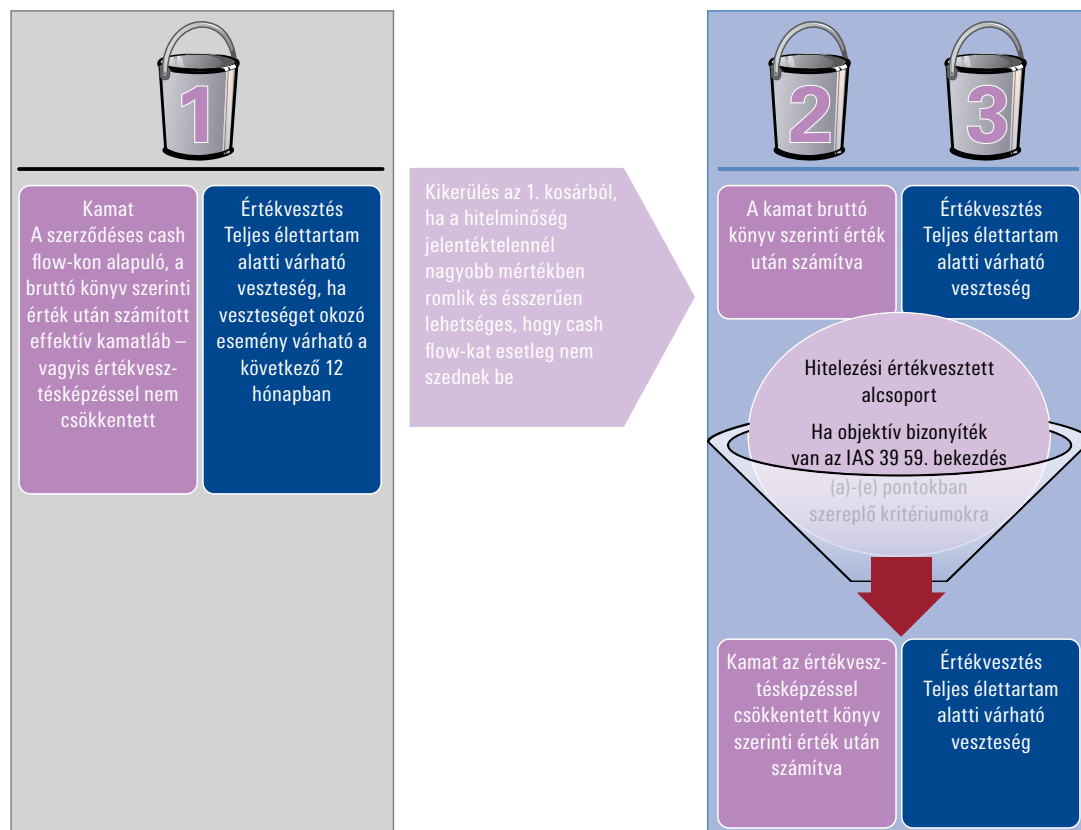 1
Kamat
A szerződéses cash
flow-kon alapuló, a
bruttó könyv szerinti
érték után számított
effektív kamatláb –
vagyis értékvesz-
tésképzéssel nem
csökkentett
Értékvesztés
Teljes élettartam
alatti várható
veszteség, ha
veszteséget okozó
esemény várható a
következő 12
hónapban
Kikerülés az 1. kosárból,
ha a hitelminőség
jelentéktelennél
nagyobb mértékben
romlik és ésszerűen
lehetséges, hogy cash
flow-kat esetleg nem
szednek be
2
3
A kamat bruttó
könyv szerinti érték
után számítva
Értékvesztés
Teljes élettartam
alatti várható
veszteség
Hitelezési értékvesztett
alcsoport
Ha objektív bizonyíték
van az IAS 39 59. bekezdés
(a)-(e) pontokban
szereplő kritériumokra
Kamat az értékvesz-
tésképzéssel
csökkentett könyv
szerinti érték után
számítva
Értékvesztés
Teljes élettartam
alatti várható
veszteség